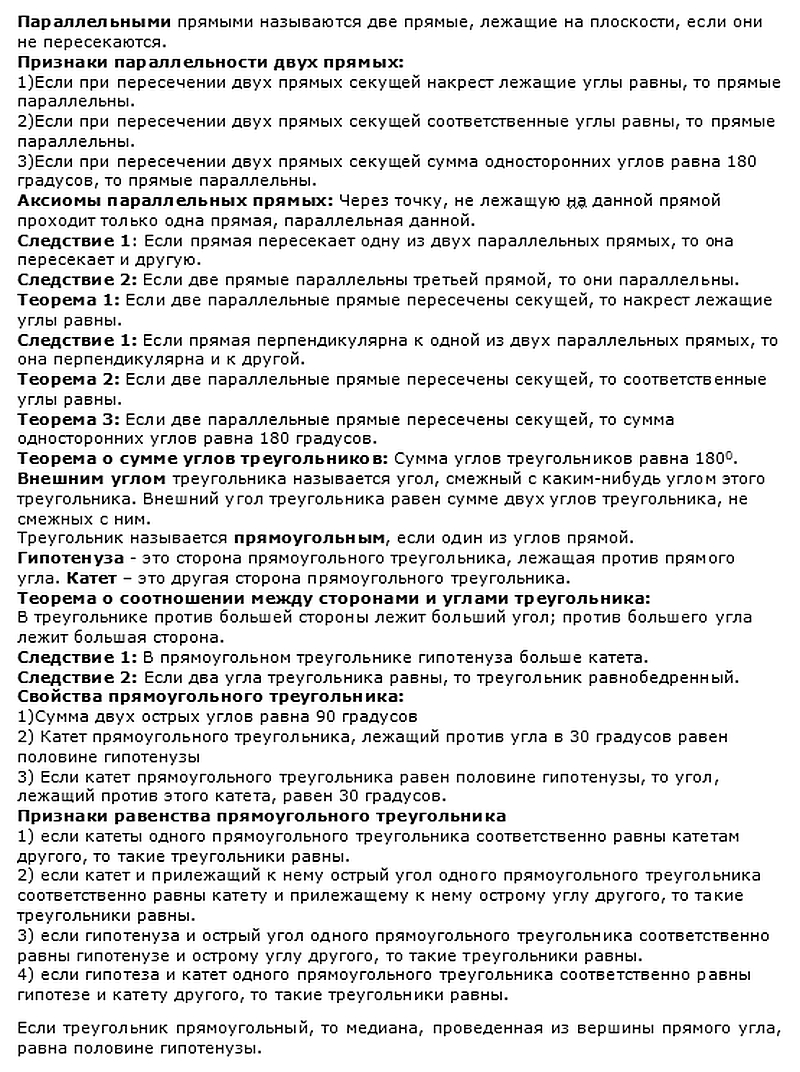 Параллельными прямыми называются две прямые, лежащие на плоскости, если они
не пересекаются.
Признаки параллельности двух прямых:
1)Если при пересечении двух прямых секущей накрест лежащие углы равны, то прямые
параллельны.
2)Если при пересечении двух прямых секущей соответственные углы равны, то прямые
параллельны.
3)Если при пересечении двух прямых секущей сумма односторонних углов равна 180
градусов, то прямые параллельны.
Аксиомы параллельных прямых: Через точку, не лежащую на данной прямой
проходит только одна прямая, параллельная данной.
Следствие 1: Если прямая пересекает одну из двух параллельных прямых, то она
пересекает и другую.
Следствие 2: Если две прямые параллельны третьей прямой, то они параллельны.
Теорема 1: Если две параллельные прямые пересечены секущей, то накрест лежащие
углы равны.
Следствие 1: Если прямая перпендикулярна к одной из двух параллельных прямых, то
она перпендикулярна и к другой.
Теорема 2: Если две параллельные прямые пересечены секущей, то соответственные
углы равны.
Теорема 3: Если две параллельные прямые пересечены секущей, то сумма
односторонних углов равна 180 градусов.
Теорема о сумме углов треугольников: Сумма углов треугольников равна 180⁰.
Внешним углом треугольника называется угол, смежный с каким-нибудь углом этого
треугольника. Внешний угол треугольника равен сумме двух углов треугольника, не
смежных с ним.
Треугольник называется прямоугольным, если один из углов прямой.
Гипотенуза - это сторона прямоугольного треугольника, лежащая против прямого
угла. Катет – это другая сторона прямоугольного треугольника.
Теорема о соотношении между сторонами и углами треугольника:
В треугольнике против большей стороны лежит больший угол; против большего угла
лежит большая сторона.
Следствие 1: В прямоугольном треугольнике гипотенуза больше катета.
Следствие 2: Если два угла треугольника равны, то треугольник равнобедренный.
Свойства прямоугольного треугольника:
1)Сумма двух острых углов равна 90 градусов
2) Катет прямоугольного треугольника, лежащий против угла в 30 градусов равен
половине гипотенузы
3) Если катет прямоугольного треугольника равен половине гипотенузы, то угол,
лежащий против этого катета, равен 30 градусов.
Признаки равенства прямоугольного треугольника
1) если катеты одного прямоугольного треугольника соответственно равны катетам
другого, то такие треугольники равны.
2) если катет и прилежащий к нему острый угол одного прямоугольного треугольника
соответственно равны катету и прилежащему к нему острому углу другого, то такие
треугольники равны.
3) если гипотенуза и острый угол одного прямоугольного треугольника соответственно
равны гипотенузе и острому углу другого, то такие треугольники равны.
4) если гипотеза и катет одного прямоугольного треугольника соответственно равны
гипотезе и катету другого, то такие треугольники равны.
Если треугольник прямоугольный, то медиана, проведенная из вершины прямого угла,
равна половине гипотенузы.